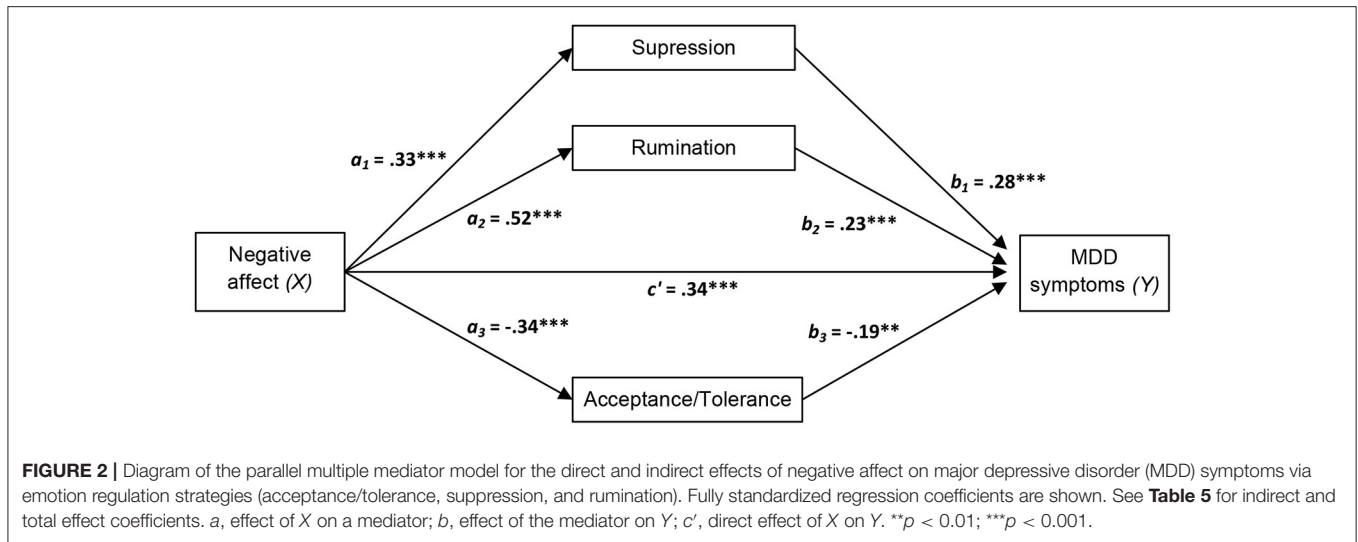 Supression
Rumination
a₁ = .33***
b₁ = .28***
a₂ = .52***
b₂ = .23***
Negative
affect (X)
MDD
symptoms (Y)
c' = .34***
a₃ = -.34***
b₃ = -.19**
Acceptance/Tolerance
FIGURE 2 | Diagram of the parallel multiple mediator model for the direct and indirect effects of negative affect on major depressive disorder (MDD) symptoms via
emotion regulation strategies (acceptance/tolerance, suppression, and rumination). Fully standardized regression coefficients are shown. See Table 5 for indirect and
total effect coefficients. a, effect of X on a mediator; b, effect of the mediator on Y; c′, direct effect of X on Y. **p < 0.01; ***p < 0.001.